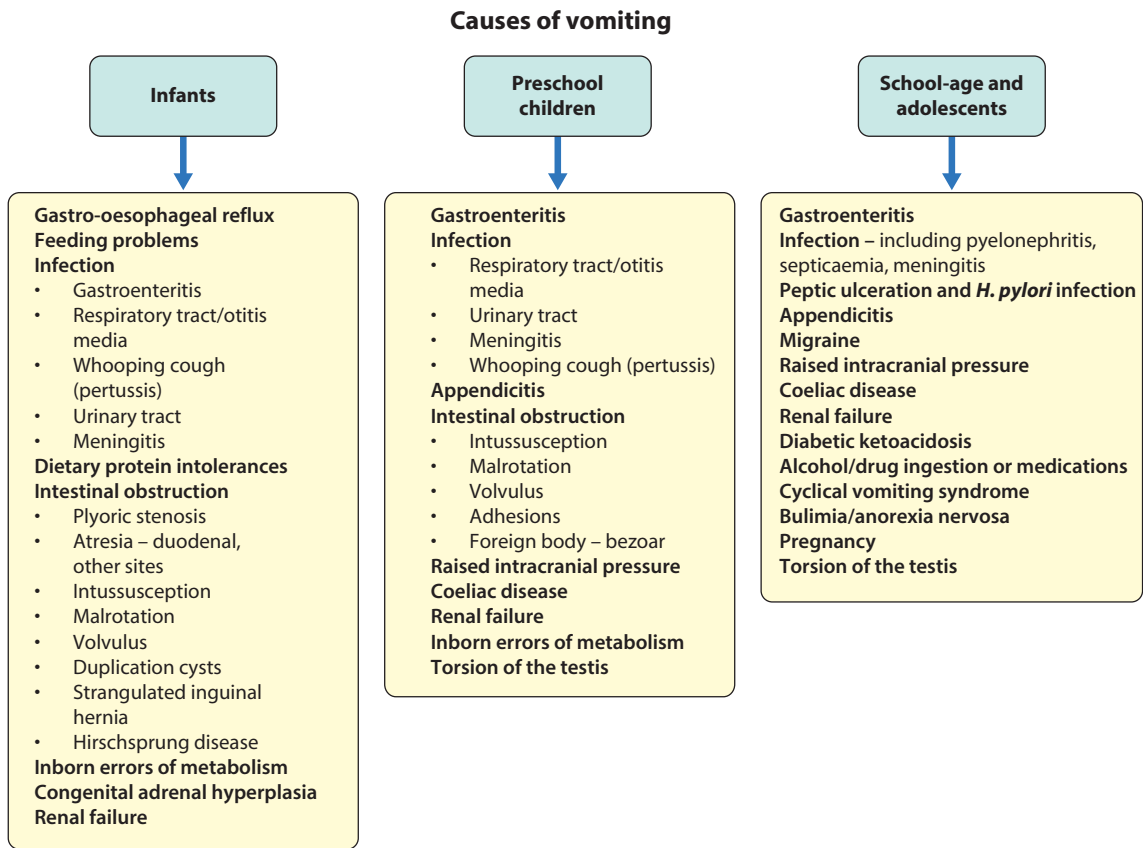 Causes of vomiting
Infants
Gastro-oesophageal reflux
Feeding problems
Infection
• Gastroenteritis
• Respiratory tract/otitis
media
• Whooping cough
(pertussis)
• Urinary tract
• Meningitis
Dietary protein intolerances
Intestinal obstruction
• Plyoric stenosis
• Atresia – duodenal,
other sites
• Intussusception
• Malrotation
• Volvulus
• Duplication cysts
• Strangulated inguinal
hernia
• Hirschsprung disease
Inborn errors of metabolism
Congenital adrenal hyperplasia
Renal failure
Preschool
children
Gastroenteritis
Infection
• Respiratory tract/otitis
media
• Urinary tract
• Meningitis
• Whooping cough (pertussis)
Appendicitis
Intestinal obstruction
• Intussusception
• Malrotation
• Volvulus
• Adhesions
• Foreign body – bezoar
Raised intracranial pressure
Coeliac disease
Renal failure
Inborn errors of metabolism
Torsion of the testis
School-age and
adolescents
Gastroenteritis
Infection – including pyelonephritis,
septicaemia, meningitis
Peptic ulceration and H. pylori infection
Appendicitis
Migraine
Raised intracranial pressure
Coeliac disease
Renal failure
Diabetic ketoacidosis
Alcohol/drug ingestion or medications
Cyclical vomiting syndrome
Bulimia/anorexia nervosa
Pregnancy
Torsion of the testis